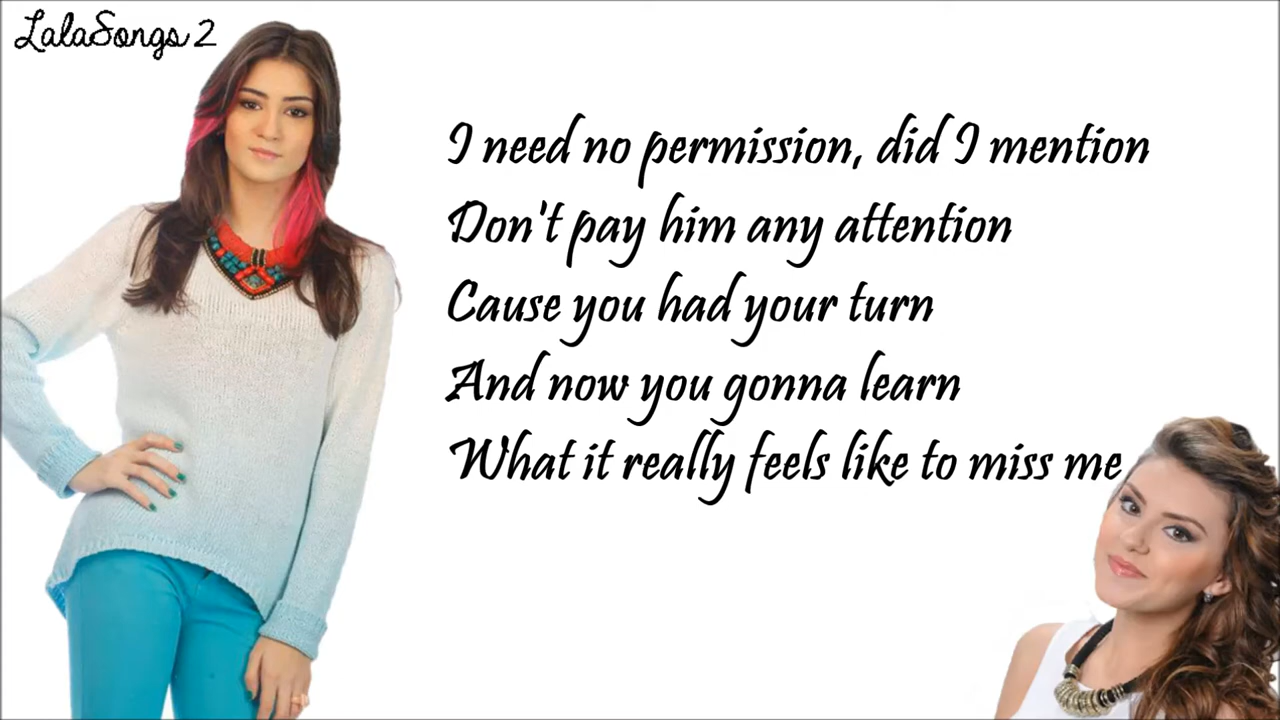 LalaSongs 2
I need no permission, did I mention
Don't pay him any attention
Cause you had your turn
And now you gonna learn
What it really feels like to miss me